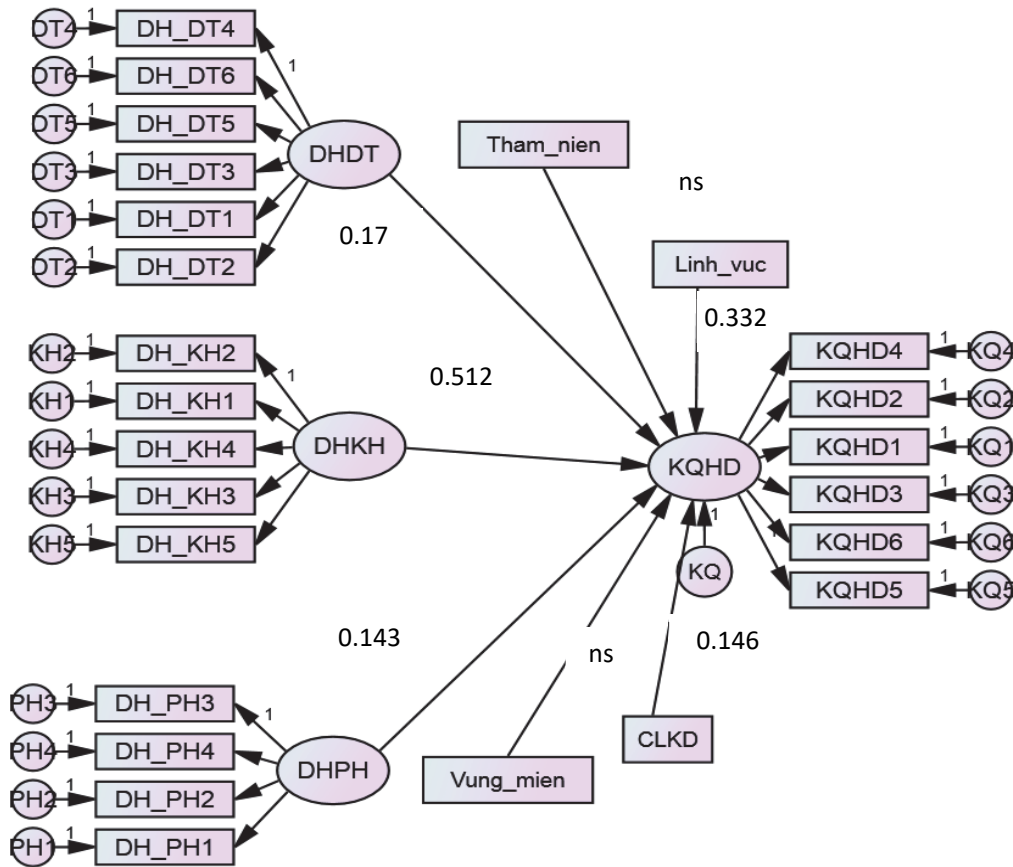 DT4 1 DH_DT4
DT6 1 DH_DT6
DT5 1 DH_DT5
DT3 1 DH_DT3
DT1 1 DH_DT1
DT2 1 DH_DT2
1
DHDT
0.17
Tham_nien
ns
Linh_vuc
0.332
KH2 1 DH_KH2
KH1 1 DH_KH1
KH4 1 DH_KH4
KH3 1 DH_KH3
KH5 1 DH_KH5
1
DHKH
0.512
KQHD
1
KQ
KQHD4 1 KQ4
KQHD2 1 KQ2
KQHD1 1 KQ1
KQHD3 1 KQ3
KQHD6 1 KQ6
KQHD5 1 KQ5
1
0.143
ns
0.146
PH3 1 DH_PH3
PH4 1 DH_PH4
PH2 1 DH_PH2
PH1 1 DH_PH1
1
DHPH
Vung_mien
CLKD